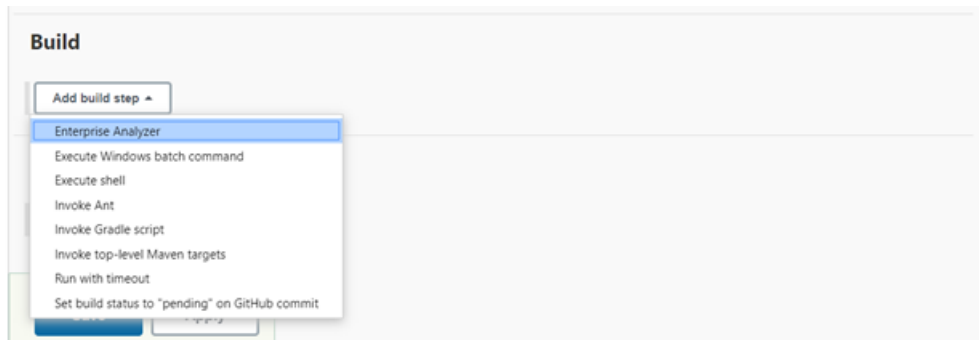 Build
Add build step
Enterprise Analyzer
Execute Windows batch command
Execute shell
Invoke Ant
Invoke Gradle script
Invoke top-level Maven targets
Run with timeout
Set build status to "pending" on GitHub commit